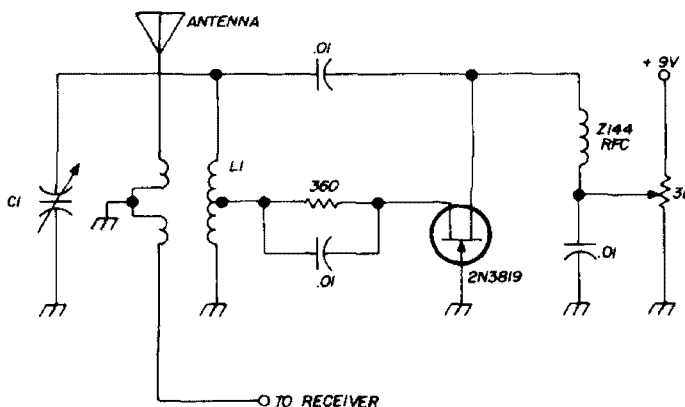 ANTENNA
.01
+ 9V
Z144
RFC
L1
360
C1
.01
.01
2N3819
TO RECEIVER